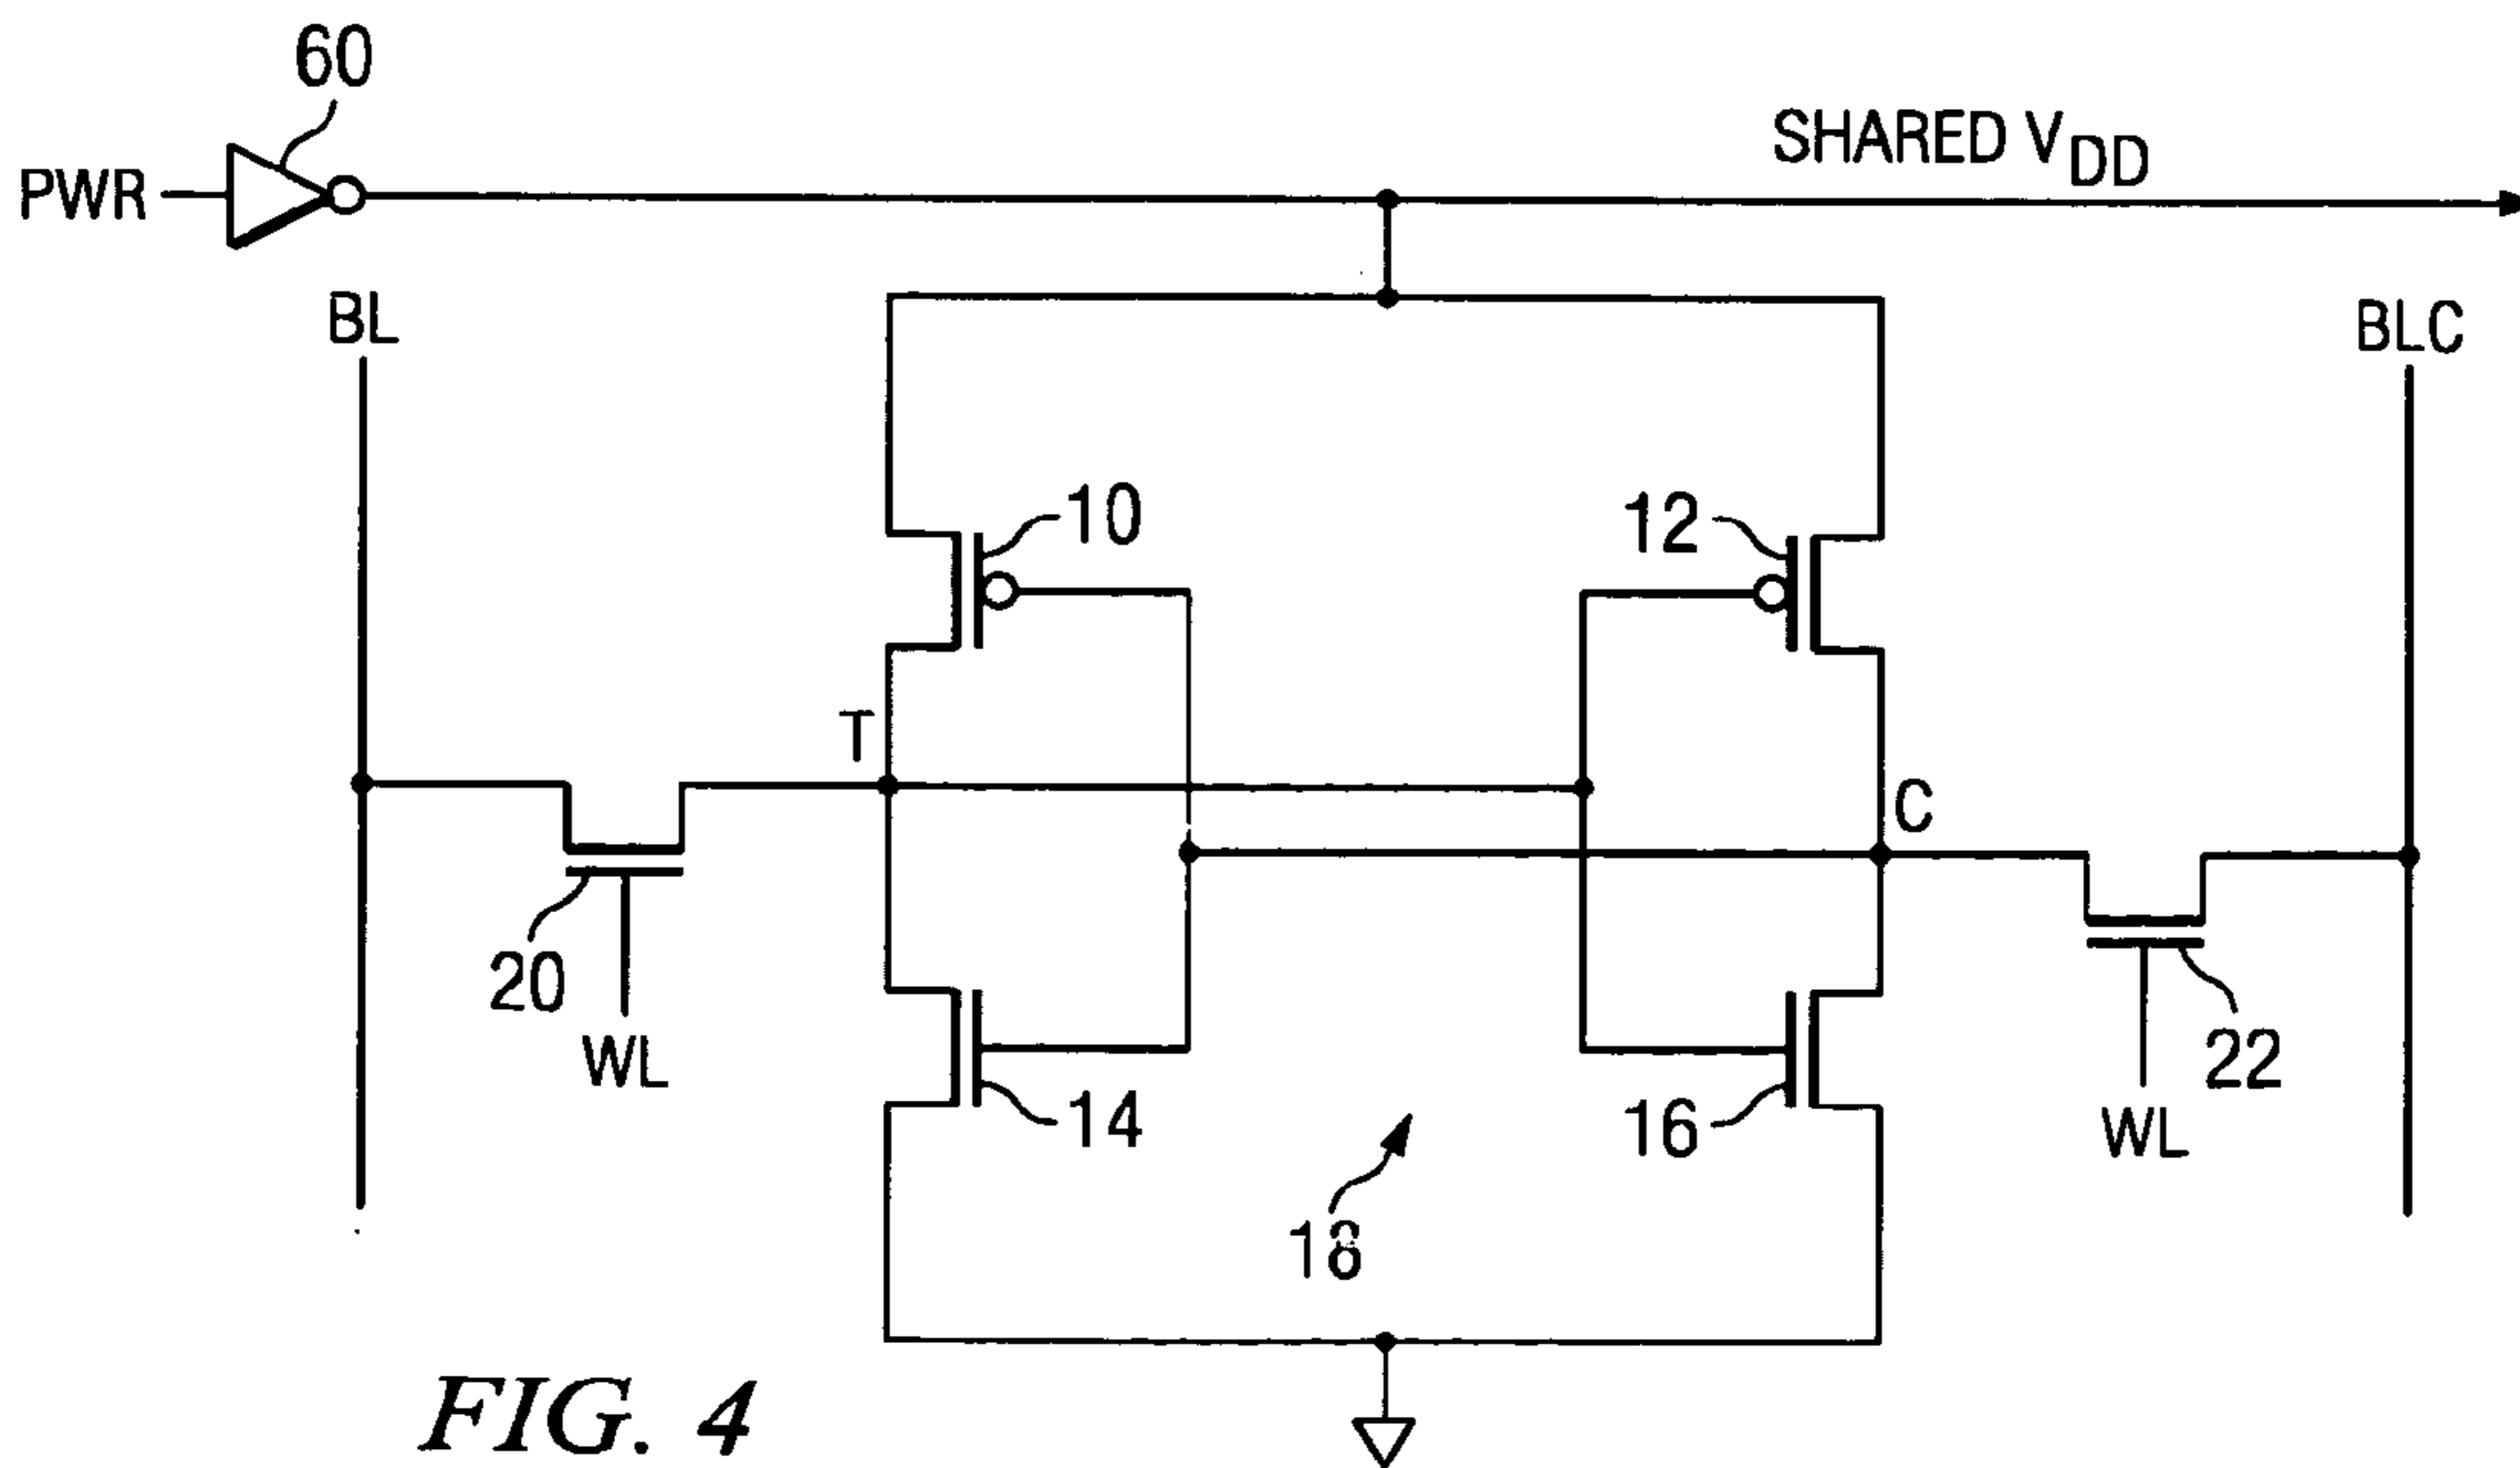 60
SHARED VDD
PWR
BL
BLC
10
12
T
C
20
WL
22
14
16
WL
18
FIG. 4